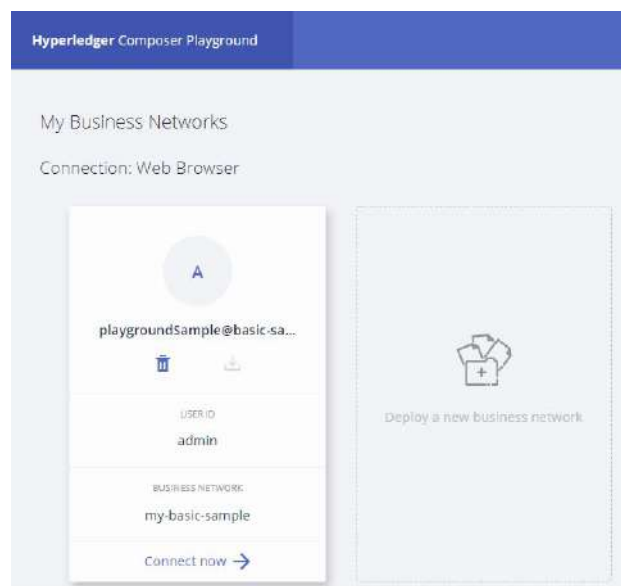 Hyperledger Composer Playground
My Business Networks
Connection: Web Browser
A
playgroundSample@basic-sa...
USER ID
admin
BUSINESS NETWORK
my-basic-sample
Connect now →
Deploy a new business network